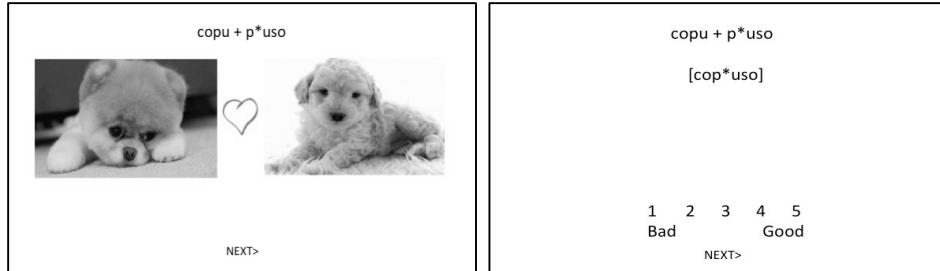 copu + p*uso
NEXT>
copu + p*uso
[cop*uso]
1 2 3 4 5
Bad Good
NEXT>